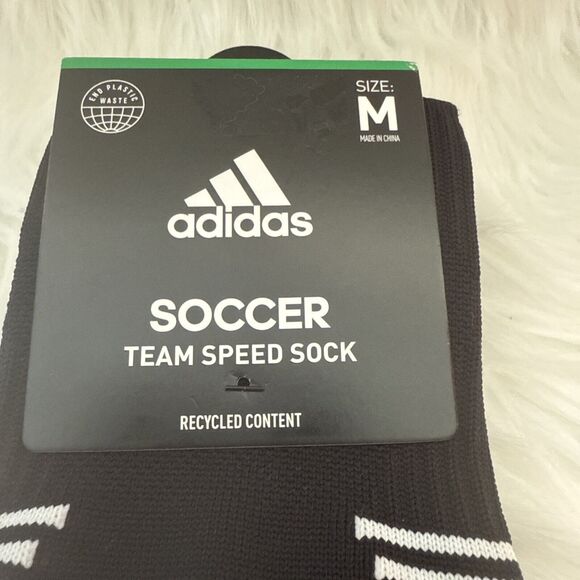 END PLASTIC
WASTE
SIZE:
M
MADE IN CHINA
adidas
SOCCER
TEAM SPEED SOCK
RECYCLED CONTENT